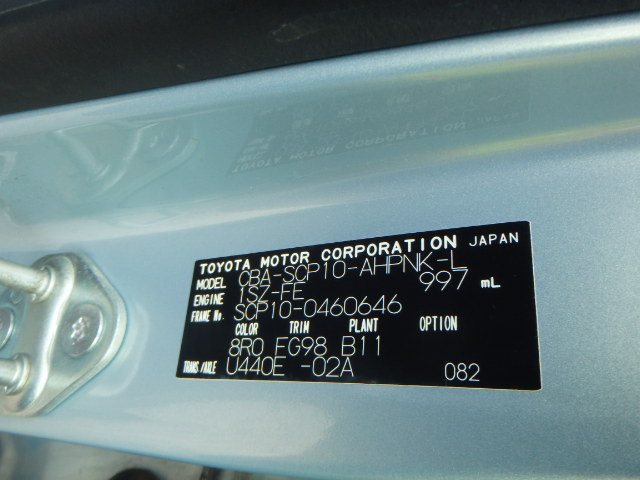 TOYOTA MOTOR CORPORATION JAPAN
MODEL CBA-SCP10-AHPNK-L
ENGINE 1SZ-FE 997 mL
FRAME No. SCP10-0460646
COLOR TRIM PLANT OPTION
8R0 FG98 B11
TRANS/AXLE U440E -02A 082